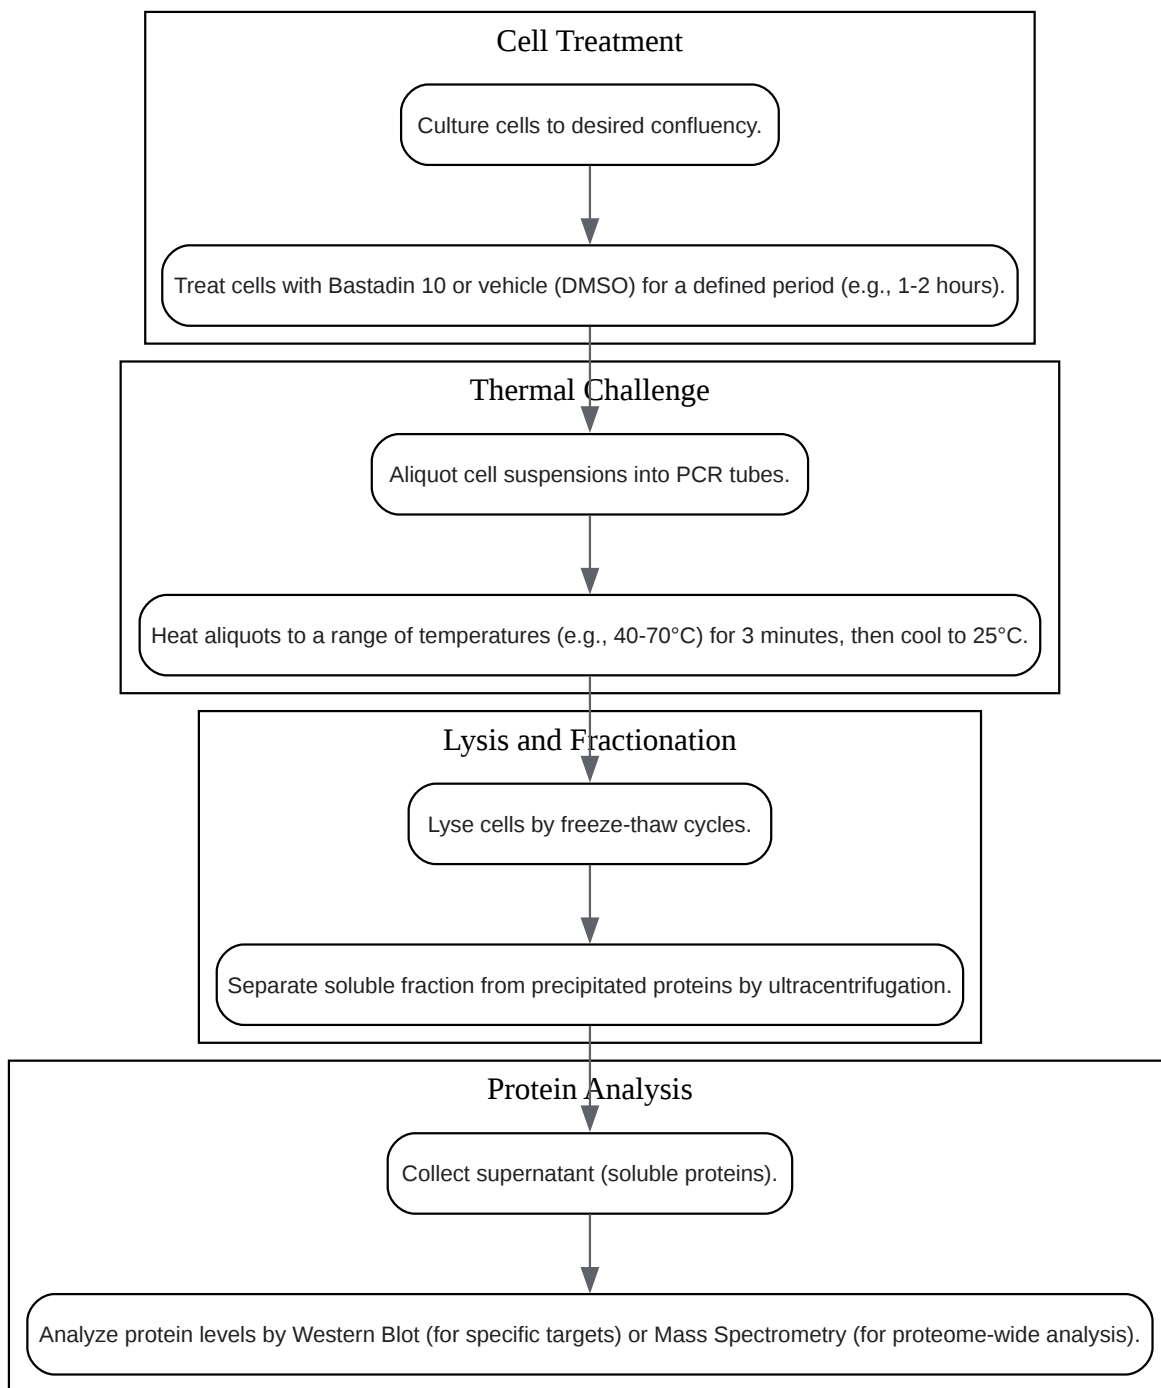 Cell Treatment
Culture cells to desired confluency.
Treat cells with Bastadin 10 or vehicle (DMSO) for a defined period (e.g., 1-2 hours).
Thermal Challenge
Aliquot cell suspensions into PCR tubes.
Heat aliquots to a range of temperatures (e.g., 40-70°C) for 3 minutes, then cool to 25°C.
Lysis and Fractionation
Lyse cells by freeze-thaw cycles.
Separate soluble fraction from precipitated proteins by ultracentrifugation.
Protein Analysis
Collect supernatant (soluble proteins).
Analyze protein levels by Western Blot (for specific targets) or Mass Spectrometry (for proteome-wide analysis).